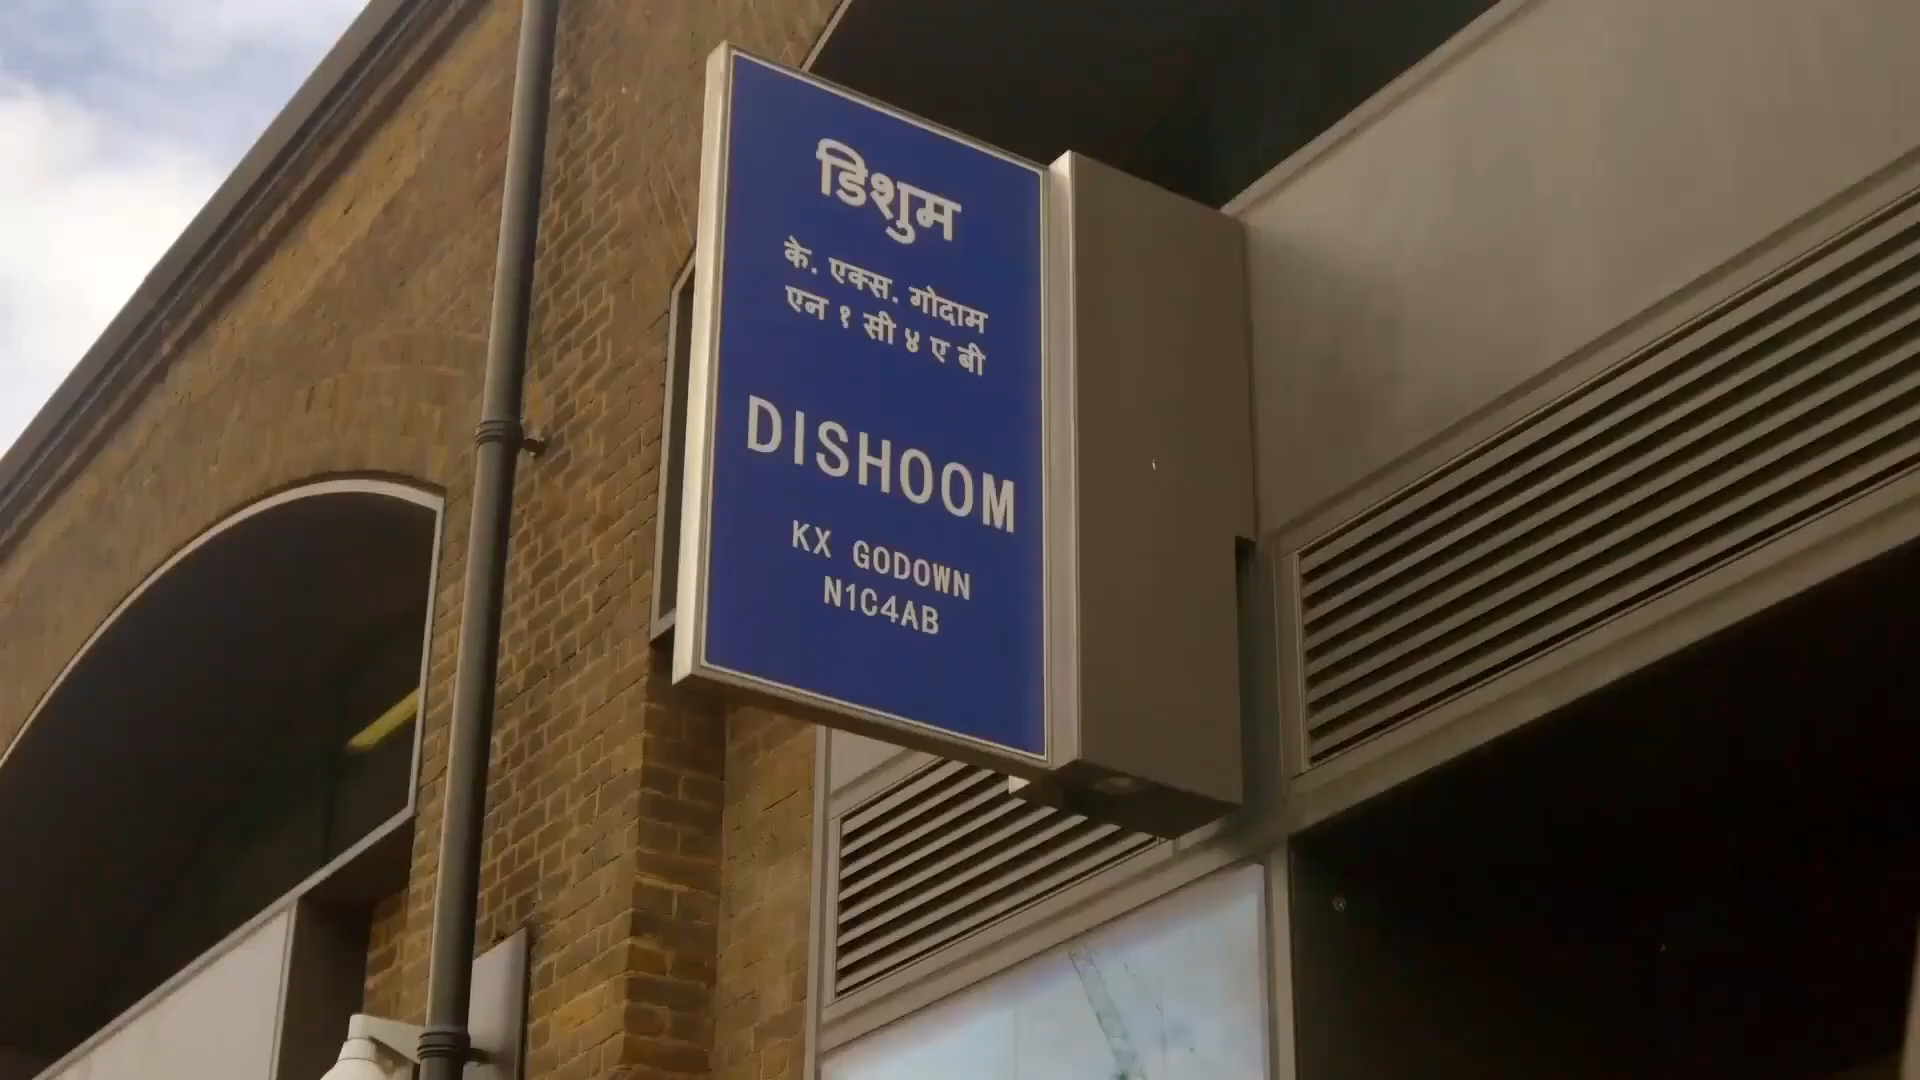 डिशुम
के. एक्स. गोदाम
एन १ सी ४ ए बी
DISHOOM
KX GODOWN
N1C4AB